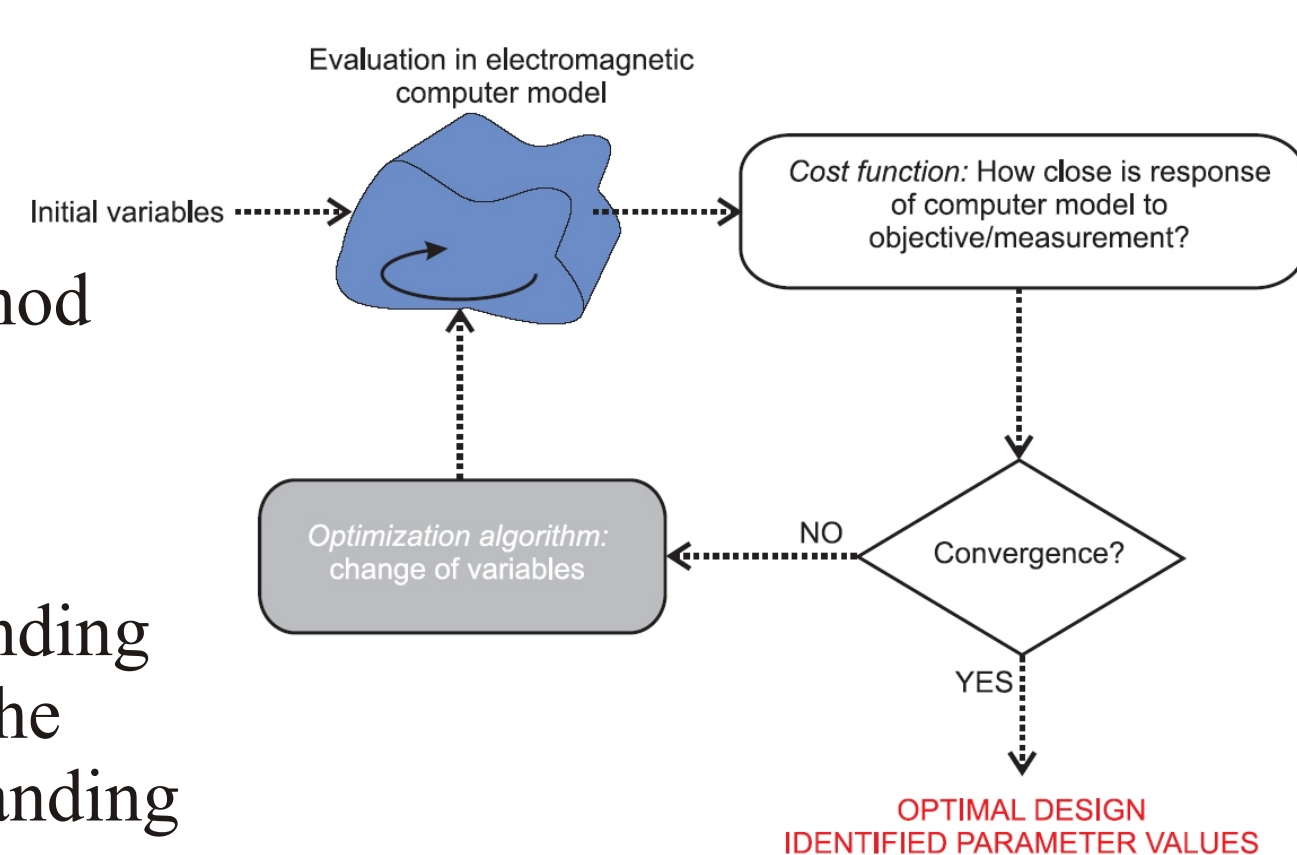 Evaluation in electromagnetic
computer model
Initial variables
Cost function: How close is response
of computer model to
objective/measurement?
Optimization algorithm:
change of variables
NO
Convergence?
YES
OPTIMAL DESIGN
IDENTIFIED PARAMETER VALUES